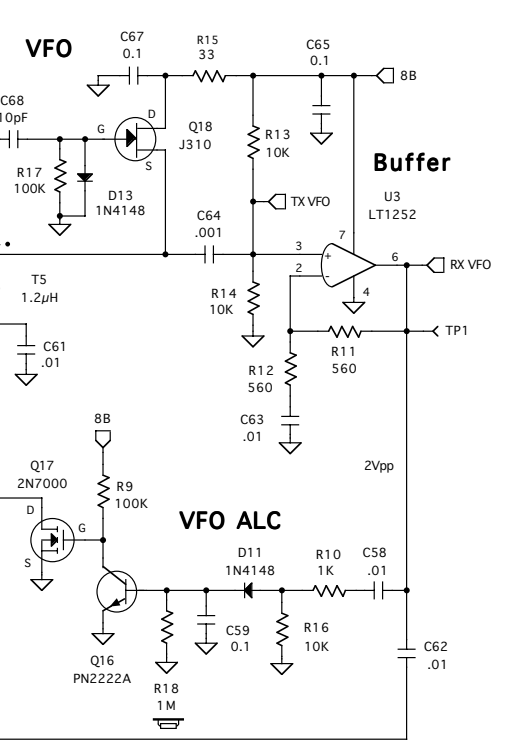 VFO
C67
0.1
R15
33
C65
0.1
8B
C68
10pF
D
G
S
Q18
J310
R13
10K
R17
100K
D13
1N4148
Buffer
U3
LT1252
TX VFO
C64
.001
3
+
2
-
7
6
4
RX VFO
T5
1.2µH
R14
10K
TP1
R11
560
C61
.01
R12
560
C63
.01
8B
2Vpp
Q17
2N7000
D
G
S
R9
100K
VFO ALC
D11
1N4148
R10
1K
C58
.01
C59
0.1
R16
10K
C62
.01
Q16
PN2222A
R18
1M